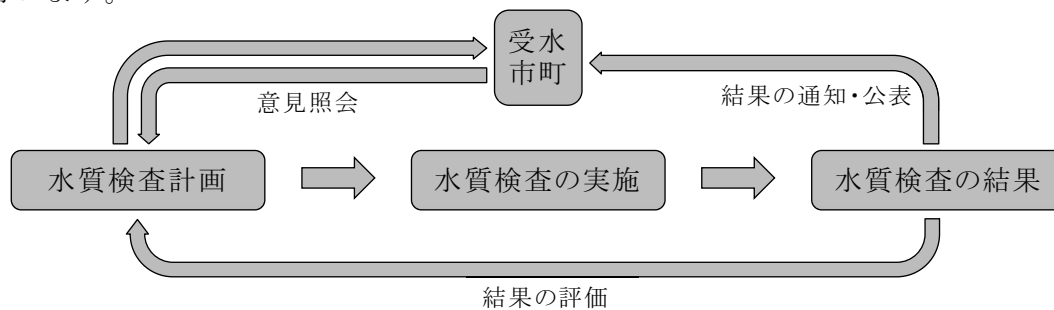 受水
市町
意見照会
結果の通知・公表
水質検査計画
水質検査の実施
水質検査の結果
結果の評価